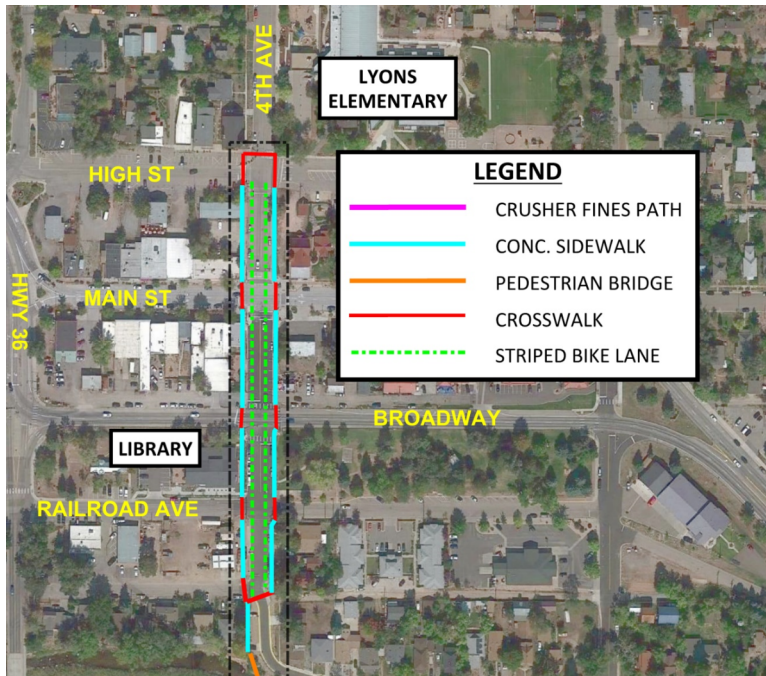 4TH AVE
LYONS
ELEMENTARY
HIGH ST
LEGEND
CRUSHER FINES PATH
CONC. SIDEWALK
PEDESTRIAN BRIDGE
CROSSWALK
STRIPED BIKE LANE
HWY 36
MAIN ST
BROADWAY
LIBRARY
RAILROAD AVE